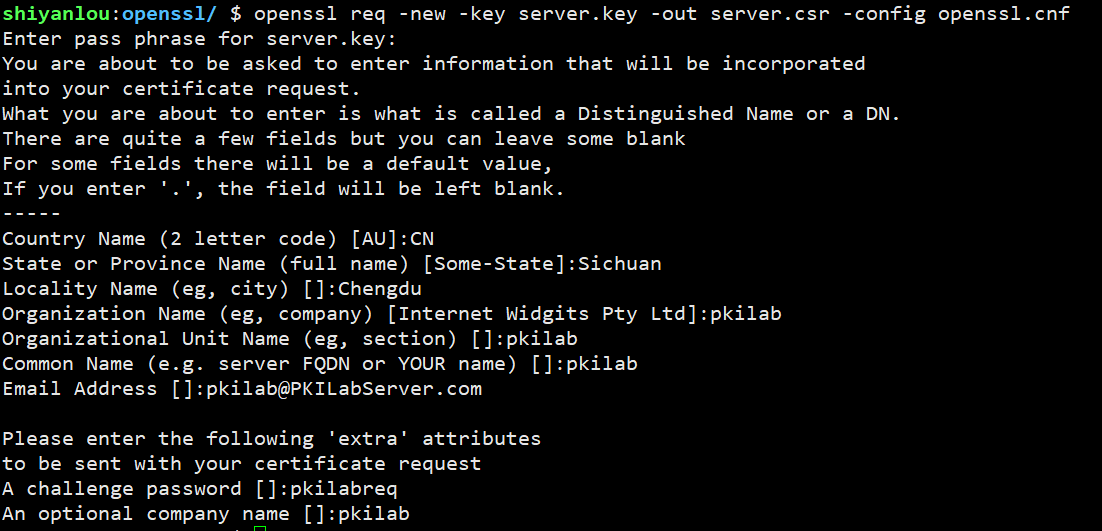 shiyanlou:openssl/ $ openssl req -new -key server.key -out server.csr -config openssl.cnf
Enter pass phrase for server.key:
You are about to be asked to enter information that will be incorporated
into your certificate request.
What you are about to enter is what is called a Distinguished Name or a DN.
There are quite a few fields but you can leave some blank
For some fields there will be a default value,
If you enter '.', the field will be left blank.
-----
Country Name (2 letter code) [AU]:CN
State or Province Name (full name) [Some-State]:Sichuan
Locality Name (eg, city) []:Chengdu
Organization Name (eg, company) [Internet Widgits Pty Ltd]:pkilab
Organizational Unit Name (eg, section) []:pkilab
Common Name (e.g. server FQDN or YOUR name) []:pkilab
Email Address []:pkilab@PKILabServer.com
Please enter the following 'extra' attributes
to be sent with your certificate request
A challenge password []:pkilabreq
An optional company name []:pkilab